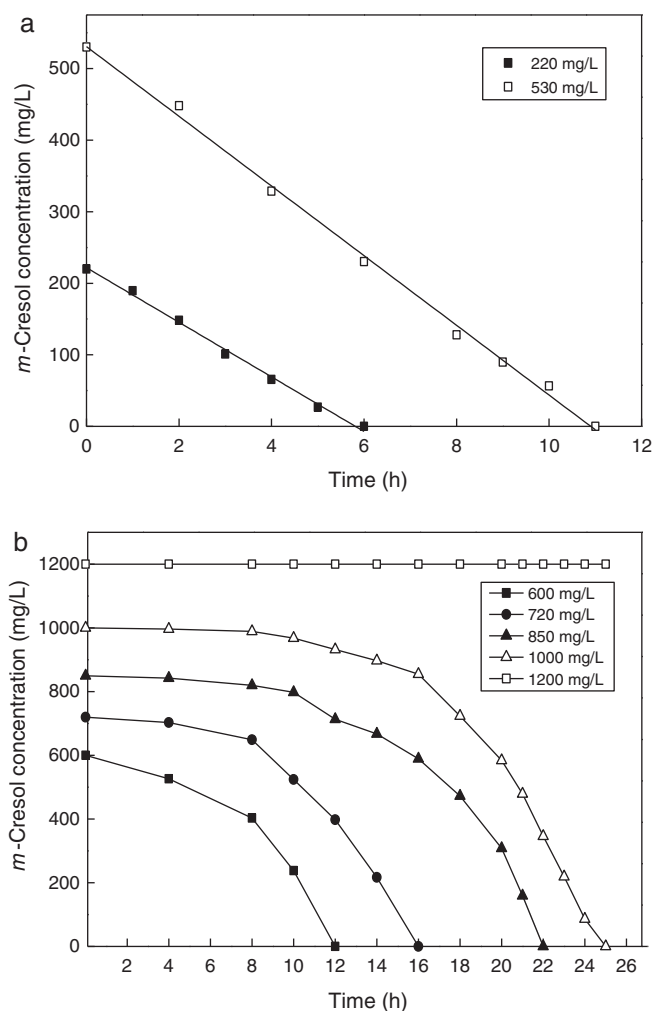 a
500
400
300
200
100
0
m-Cresol concentration (mg/L)
220 mg/L
530 mg/L
0 2 4 6 8 10 12
Time (h)
b
1200
1000
800
600
400
200
0
m-Cresol concentration (mg/L)
600 mg/L
720 mg/L
850 mg/L
1000 mg/L
1200 mg/L
2 4 6 8 10 12 14 16 18 20 22 24 26
Time (h)